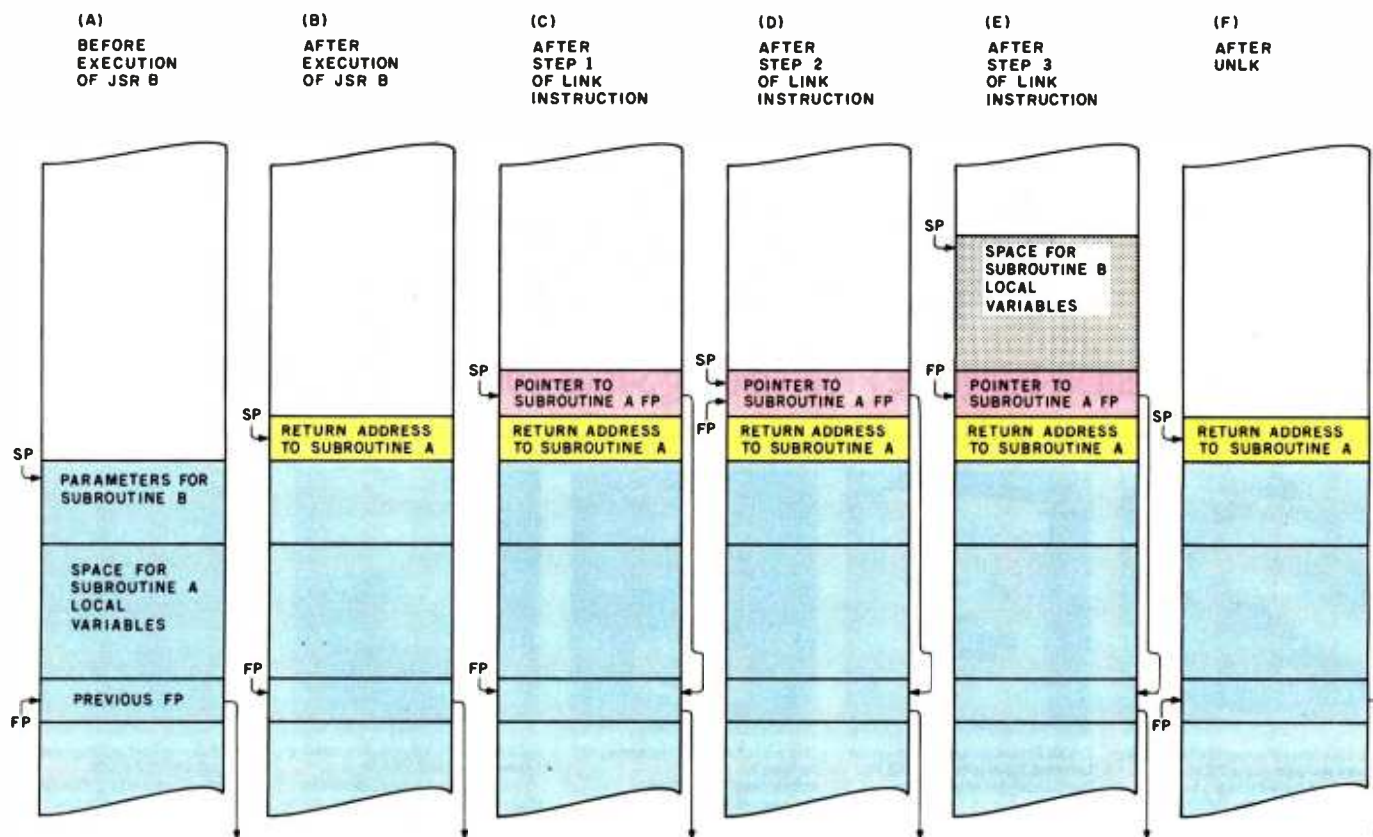 (A)
BEFORE
EXECUTION
OF JSR B
(B)
AFTER
EXECUTION
OF JSR B
(C)
AFTER
STEP 1
OF LINK
INSTRUCTION
(D)
AFTER
STEP 2
OF LINK
INSTRUCTION
(E)
AFTER
STEP 3
OF LINK
INSTRUCTION
(F)
AFTER
UNLK
SP
PARAMETERS FOR
SUBROUTINE B
SPACE FOR
SUBROUTINE A
LOCAL
VARIABLES
PREVIOUS FP
FP
SP
RETURN ADDRESS
TO SUBROUTINE A
FP
SP
POINTER TO
SUBROUTINE A FP
RETURN ADDRESS
TO SUBROUTINE A
FP
SP
POINTER TO
SUBROUTINE A FP
FP
RETURN ADDRESS
TO SUBROUTINE A
SP
SPACE FOR
SUBROUTINE B
LOCAL
VARIABLES
FP
POINTER TO
SUBROUTINE A FP
RETURN ADDRESS
TO SUBROUTINE A
SP
RETURN ADDRESS
TO SUBROUTINE A
FP